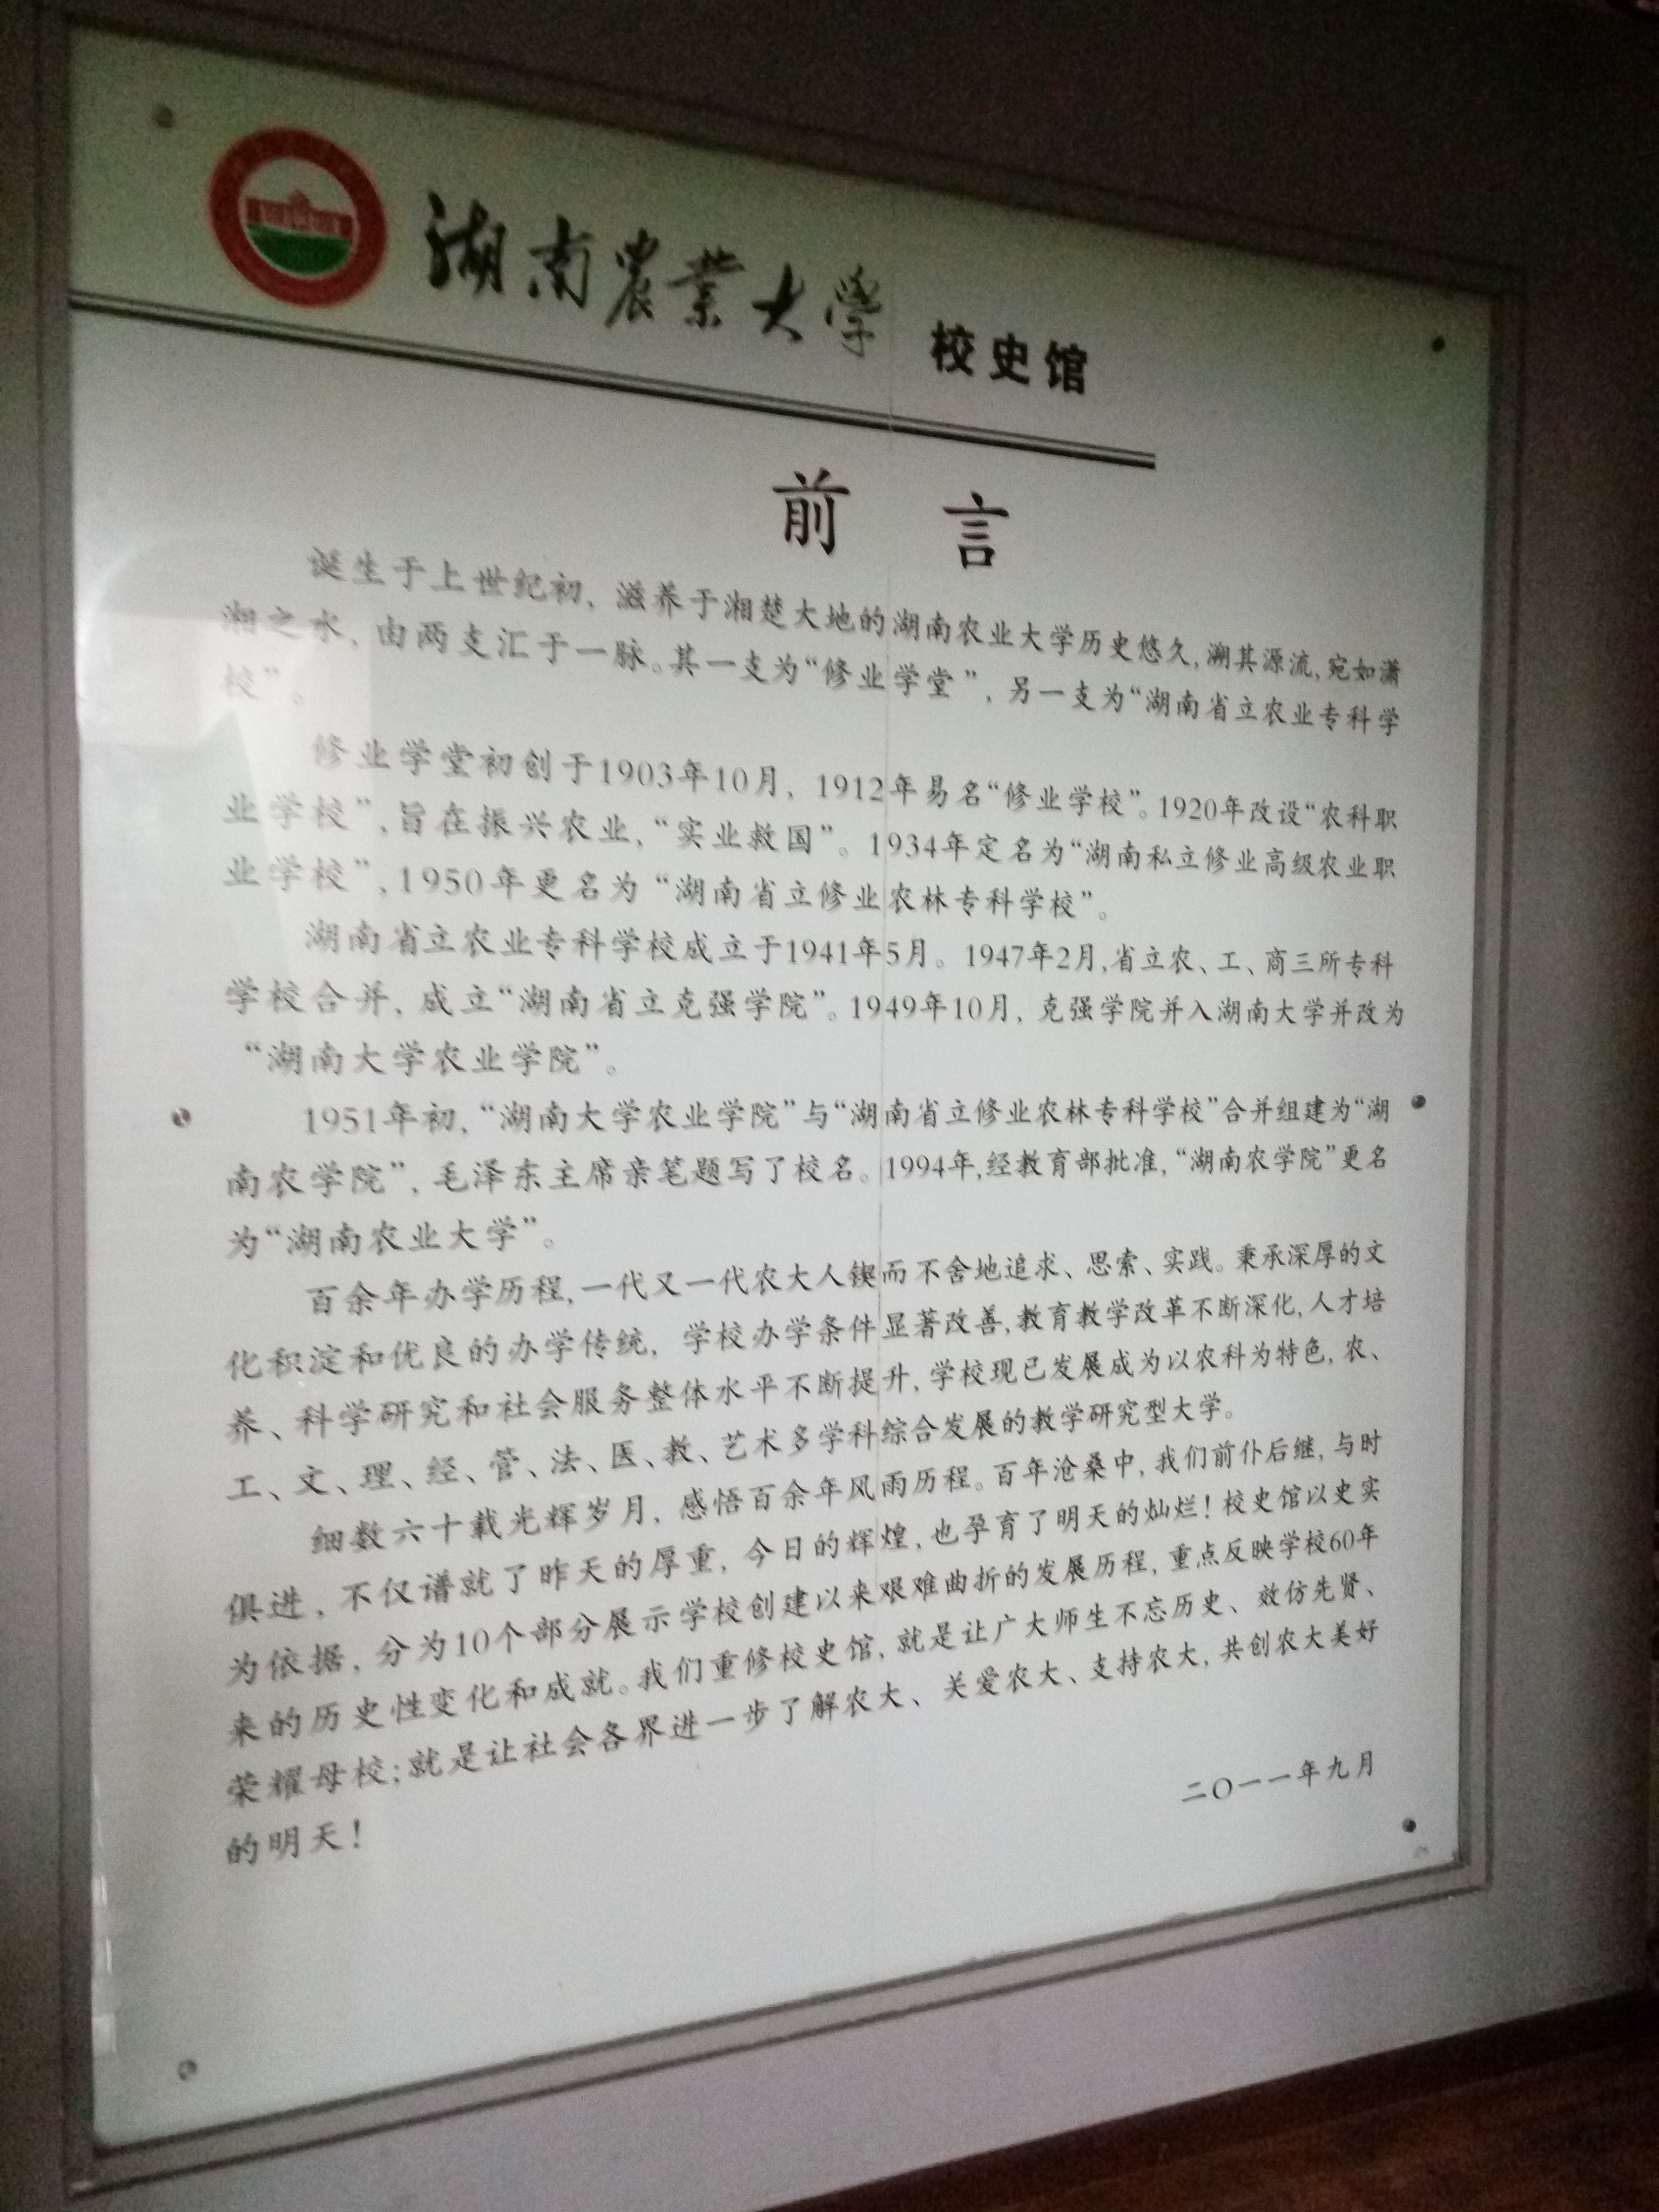 湖南農業大學 校史馆
前言
诞生于上世纪初，滋养于湘楚大地的湖南农业大学历史悠久，溯其源流，宛如潇
湘之水，由两支汇于一脉。其一支为“修业学堂”，另一支为“湖南省立农业专科学
校”。
修业学堂初创于1903年10月，1912年易名“修业学校”。1920年改设“农科职
业学校”，旨在振兴农业，“实业救国”。1934年定名为“湖南私立修业高级农业职
业学校”，1950年更名为“湖南省立修业农林专科学校”。
湖南省立农业专科学校成立于1941年5月。1947年2月，省立农、工、商三所专科
学校合并，成立“湖南省立克强学院”。1949年10月，克强学院并入湖南大学并改为
“湖南大学农业学院”。
1951年初，“湖南大学农业学院”与“湖南省立修业农林专科学校”合并组建为“湖
南农学院”，毛泽东主席亲笔题写了校名。1994年，经教育部批准，“湖南农学院”更名
为“湖南农业大学”。
百余年办学历程，一代又一代农大人锲而不舍地追求、思索、实践。秉承深厚的文
化积淀和优良的办学传统，学校办学条件显著改善，教育教学改革不断深化，人才培
养、科学研究和社会服务整体水平不断提升，学校现已发展成为以农科为特色，农、
工、文、理、经、管、法、医、教、艺术多学科综合发展的教学研究型大学。
细数六十载光辉岁月，感悟百余年风雨历程。百年沧桑中，我们前仆后继，与时
俱进，不仅谱就了昨天的厚重，今日的辉煌，也孕育了明天的灿烂！校史馆以史实
为依据，分为10个部分展示学校创建以来艰难曲折的发展历程，重点反映学校60年
来的历史性变化和成就。我们重修校史馆，就是让广大师生不忘历史、效仿先贤、
荣耀母校；就是让社会各界进一步了解农大、关爱农大、支持农大，共创农大美好
的明天！
二〇一一年九月